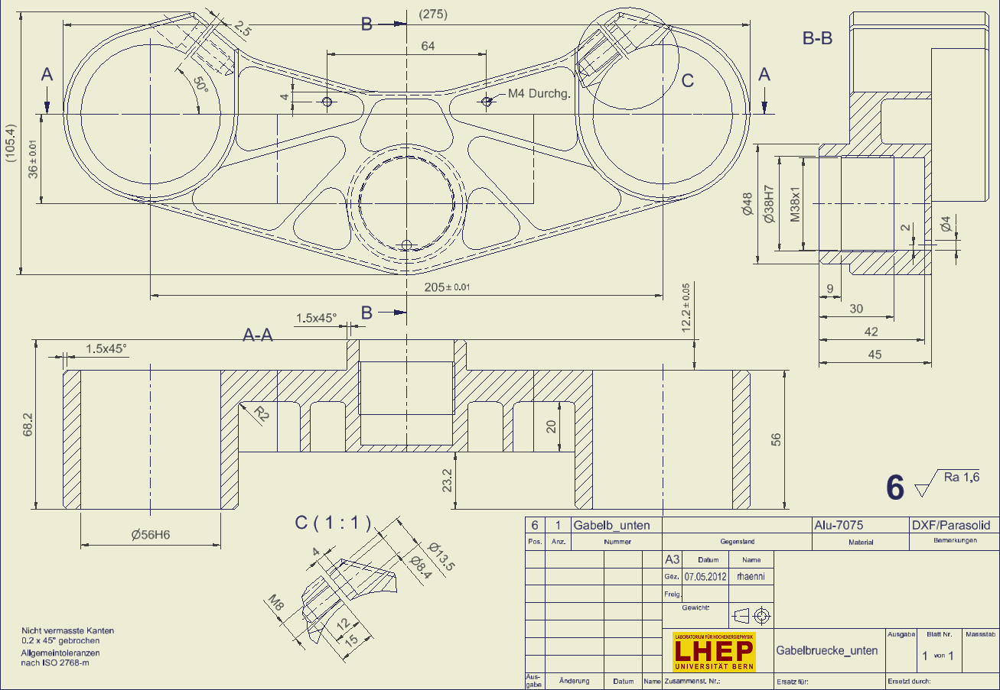 B
(275)
2.5
64
B-B
A
50°
4
M4 Durchg.
C
A
(105.4)
36±0.01
Ø48
Ø38H7
M38x1
2
Ø4
205±0.01
9
30
42
45
B
1.5x45°
A-A
12.2±0.05
1.5x45°
R2
68.2
20
56
23.2
6
Ra 1,6
Ø56H6
C ( 1 : 1 )
4
Ø13.5
Ø8.4
M8
12
15
Nicht vermasste Kanten
0.2 x 45° gebrochen
Allgemeintoleranzen
nach ISO 2768-m
6 1 Gabelb_unten Alu-7075 DXF/Parasolid
Pos. Anz. Nummer Gegenstand Material Bemerkungen
A3 Datum Name
Gez. 07.05.2012 rhaenni
Freig.
Gewicht:
LABORATORIUM FÜR HOCHENERGIEPHYSIK
LHEP
UNIVERSITÄT BERN
Gabelbruecke_unten
Ausgabe Blatt Nr. Massstab
1 von 1
Aus-
gabe
Änderung Datum Name Zusammenst. Nr.: Ersatz für: Ersetzt durch: